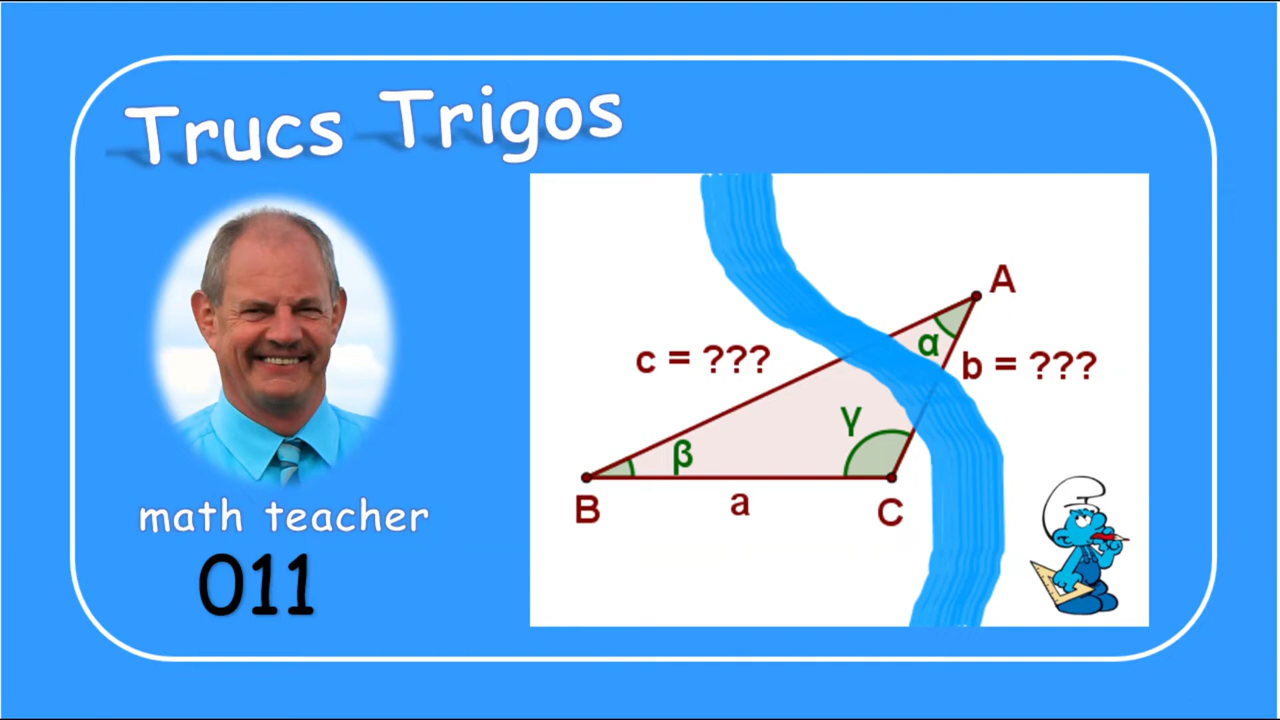 Trucs Trigos
math teacher
011
A
α
c = ???
b = ???
γ
β
B
a
C